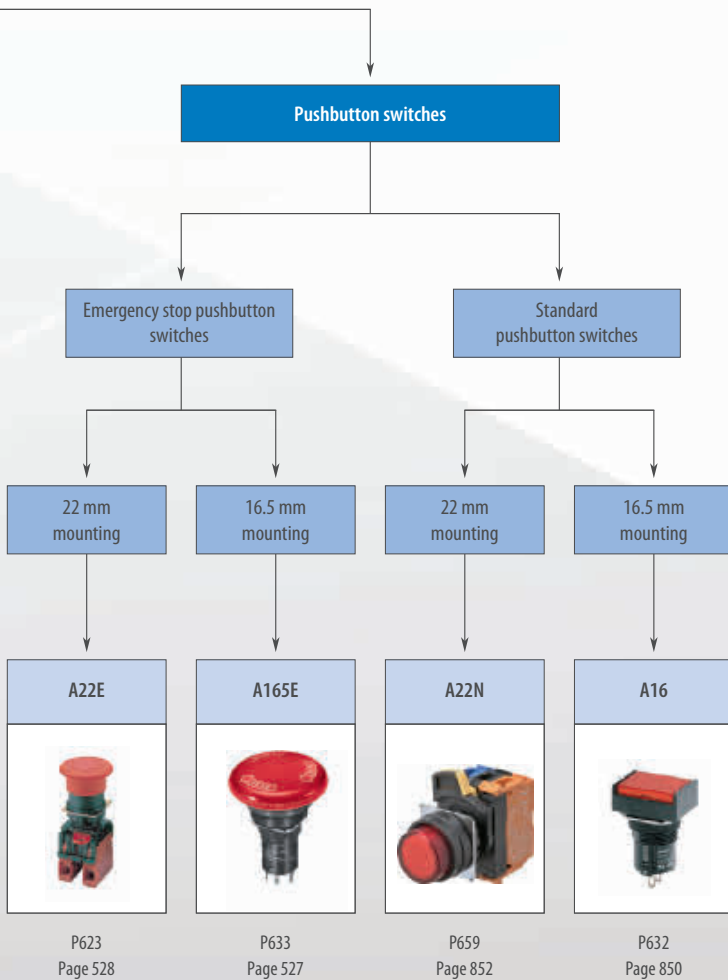 Pushbutton switches
Emergency stop pushbutton
switches
Standard
pushbutton switches
22 mm
mounting
16.5 mm
mounting
22 mm
mounting
16.5 mm
mounting
A22E
A165E
A22N
A16
P623
Page 528
P633
Page 527
P659
Page 852
P632
Page 850